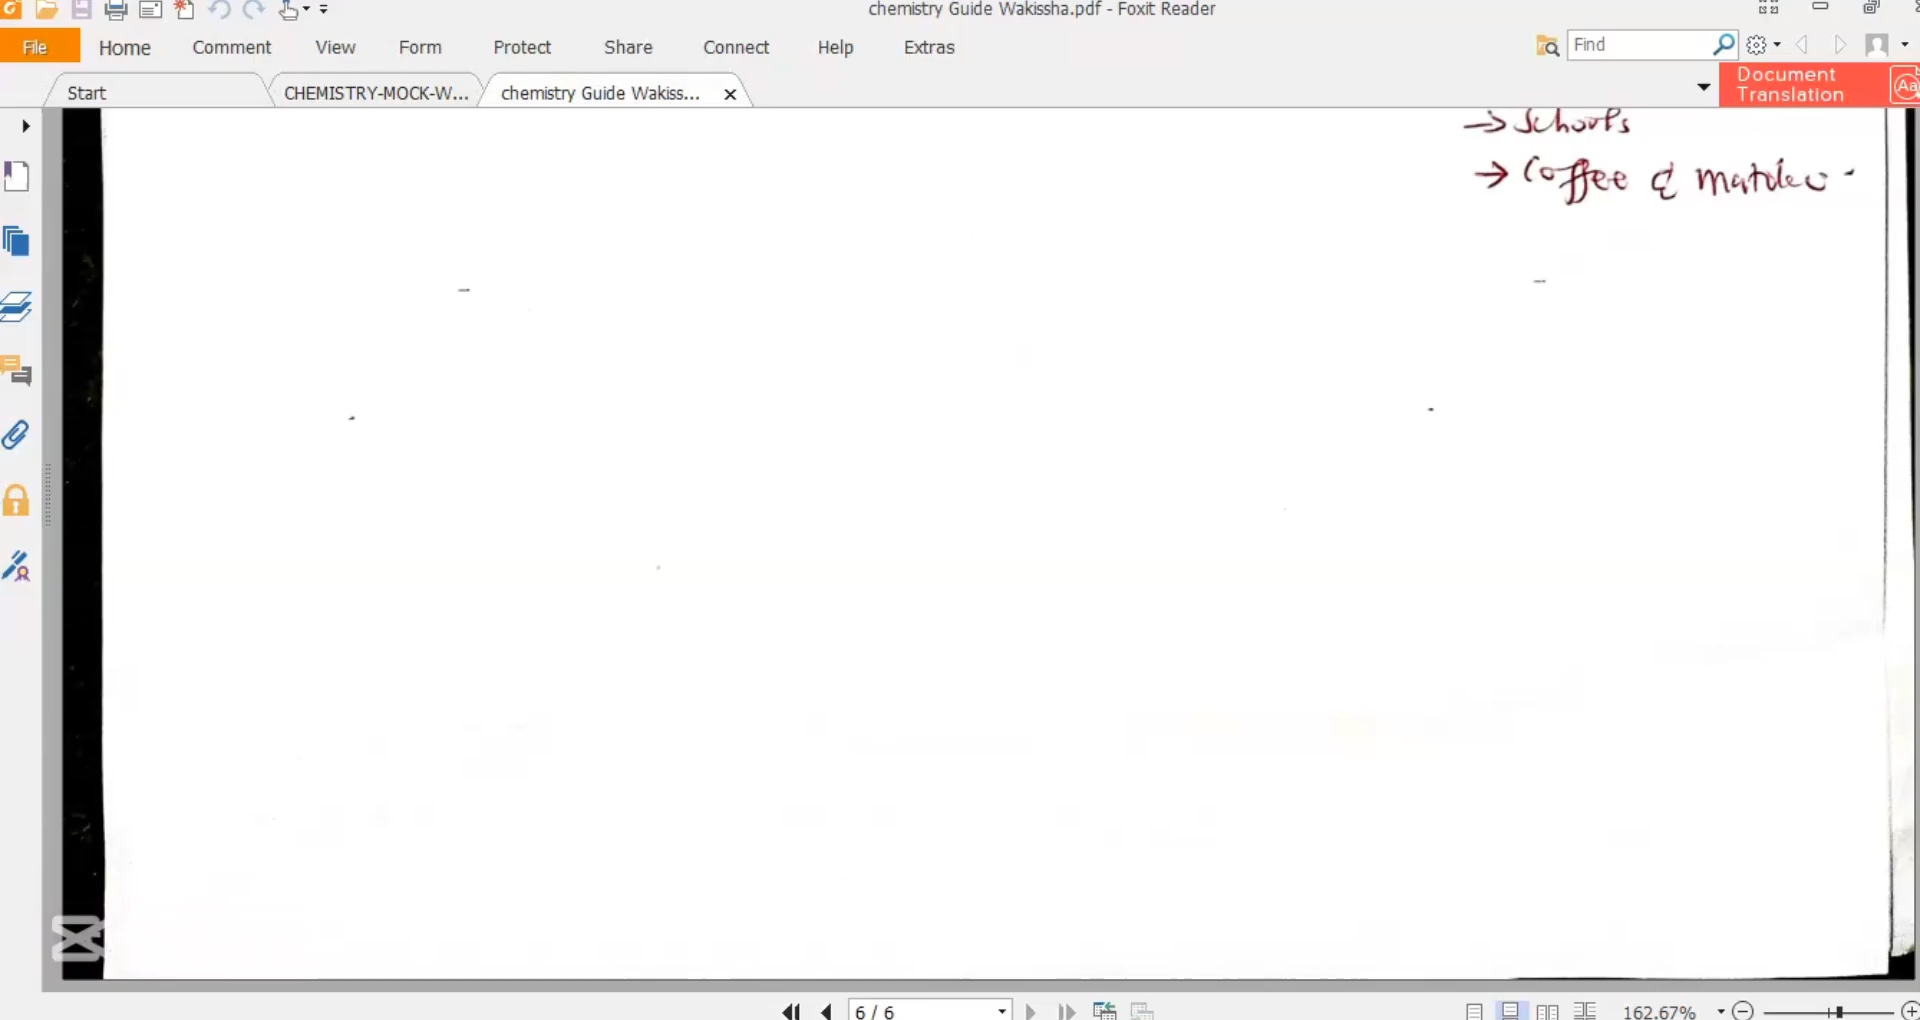 chemistry Guide Wakissha.pdf - Foxit Reader
File Home Comment View Form Protect Share Connect Help Extras Find
Start CHEMISTRY-MOCK-W... chemistry Guide Wakiss...
Document
Translation
Aa
→ Schools
→ Coffee &
6 / 6
162.67%